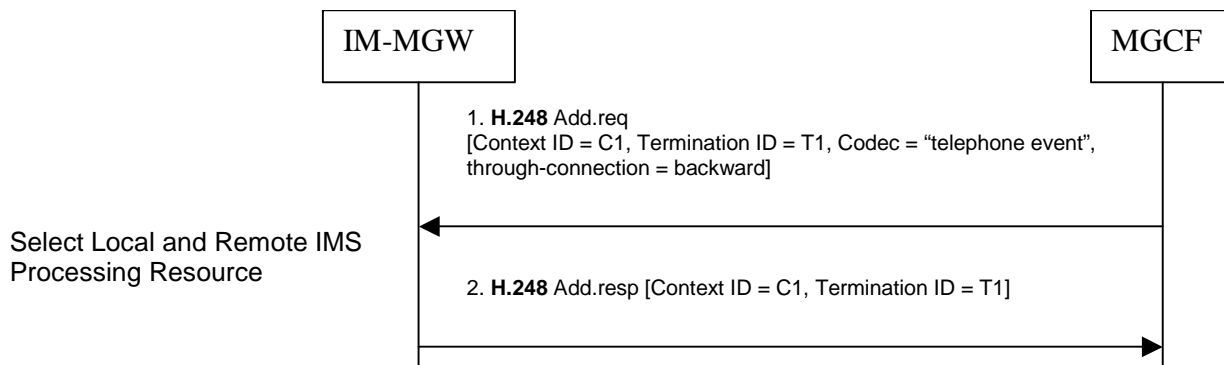 IM-MGW
MGCF
1. H.248 Add.req
[Context ID = C1, Termination ID = T1, Codec = “telephone event”,
through-connection = backward]
Select Local and Remote IMS
Processing Resource
2. H.248 Add.resp [Context ID = C1, Termination ID = T1]